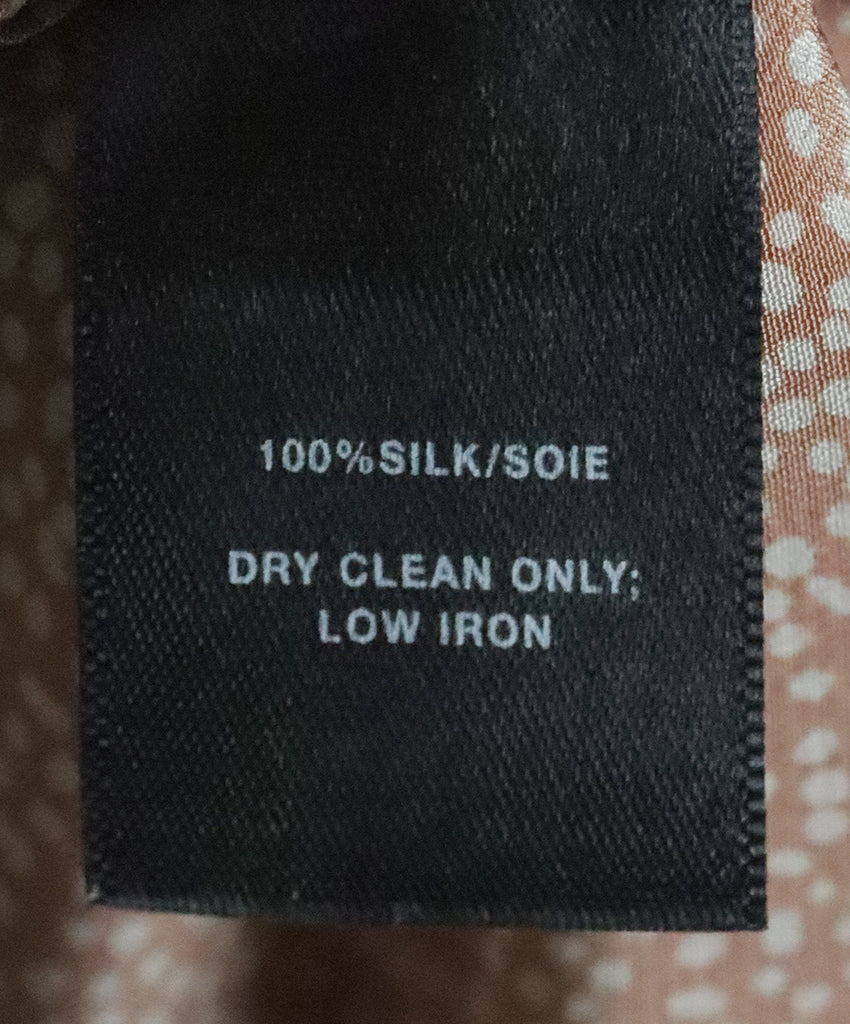 100%SILK/SOIE
DRY CLEAN ONLY;
LOW IRON